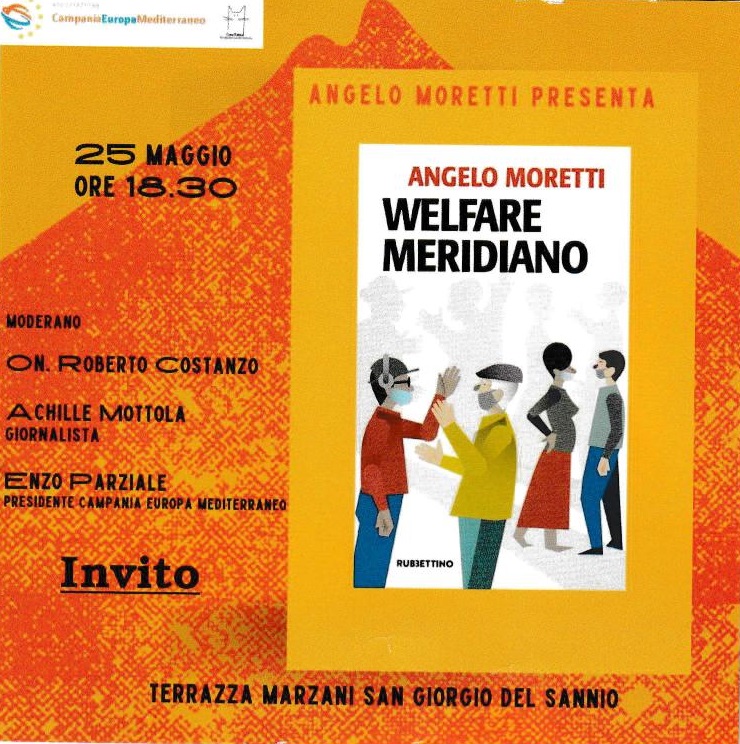 CampaniaEuropaMediterraneo
ANGELO MORETTI PRESENTA
25 MAGGIO
ORE 18.30
ANGELO MORETTI
WELFARE
MERIDIANO
RUBBETTINO
MODERANO
ON. ROBERTO COSTANZO
ACHILLE MOTTOLA
GIORNALISTA
ENZO PARZIALE
PRESIDENTE CAMPANIA EUROPA MEDITERRANEO
Invito
TERRAZZA MARZANI SAN GIORGIO DEL SANNIO